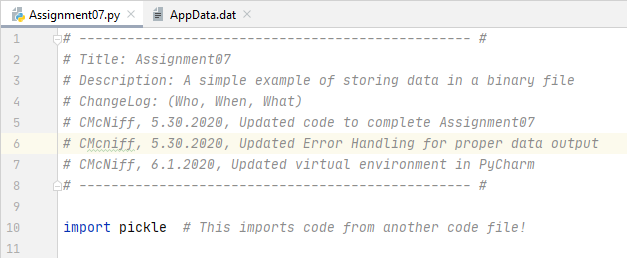 Assignment07.py × AppData.dat ×
1 # ------------------------------------------------- #
2 # Title: Assignment07
3 # Description: A simple example of storing data in a binary file
4 # ChangeLog: (Who, When, What)
5 # CMcNiff, 5.30.2020, Updated code to complete Assignment07
6 # CMcniff, 5.30.2020, Updated Error Handling for proper data output
7 # CMcNiff, 6.1.2020, Updated virtual environment in PyCharm
8 # ------------------------------------------------- #
9
10 import pickle  # This imports code from another code file!
11